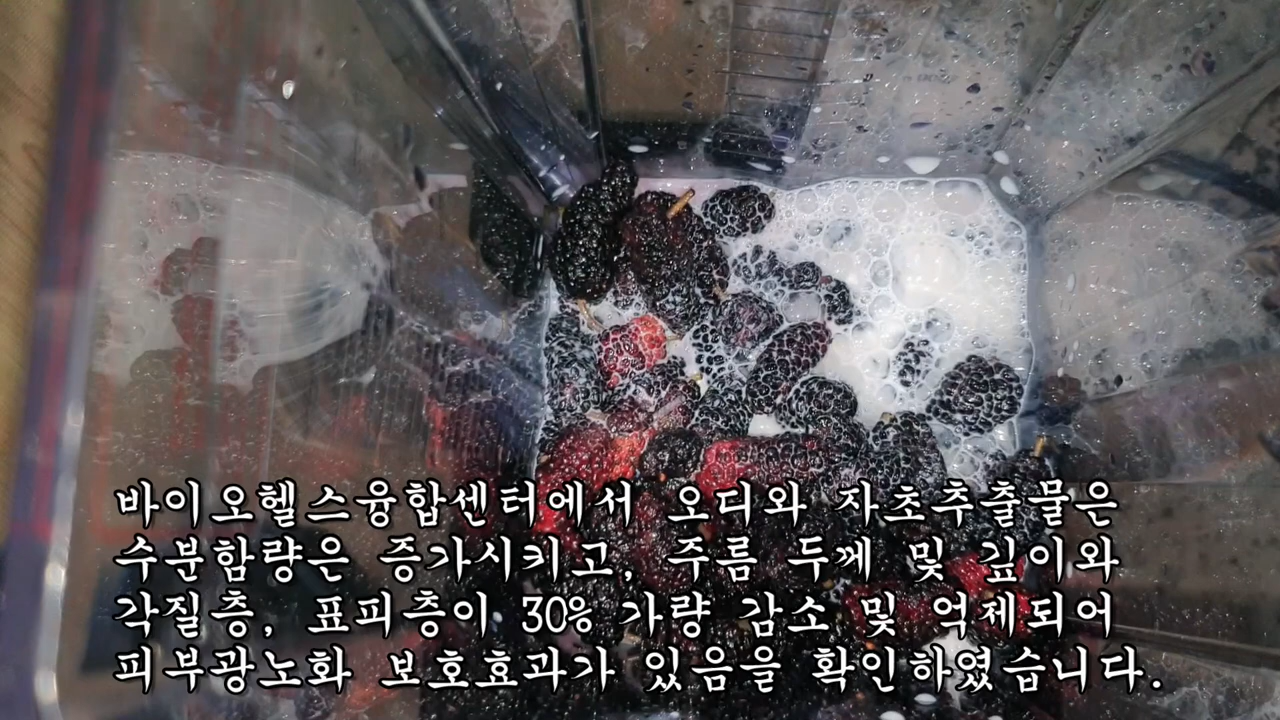 바이오헬스융합센터에서 오디와 자초추출물은
수분함량은 증가시키고, 주름 두께 및 깊이와
각질층, 표피층이 30% 가량 감소 및 억제되어
피부광노화 보호효과가 있음을 확인하였습니다.